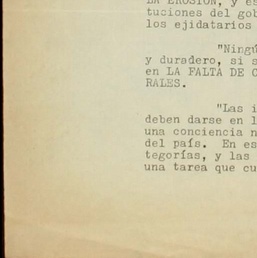 LA EROSION, y es
tuciones del gob
los ejidatarios
"Ningú
y duradero, si s
en LA FALTA DE C
RALES.
"Las i
deben darse en l
una conciencia n
del país. En es
tegorías, y las
una tarea que cu